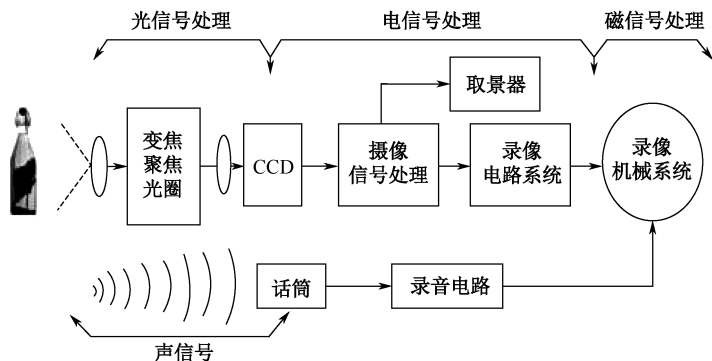 光信号处理
电信号处理
磁信号处理
取景器
变焦
聚焦
光圈
CCD
摄像
信号处理
录像
电路系统
录像
机械系统
话筒
录音电路
声信号